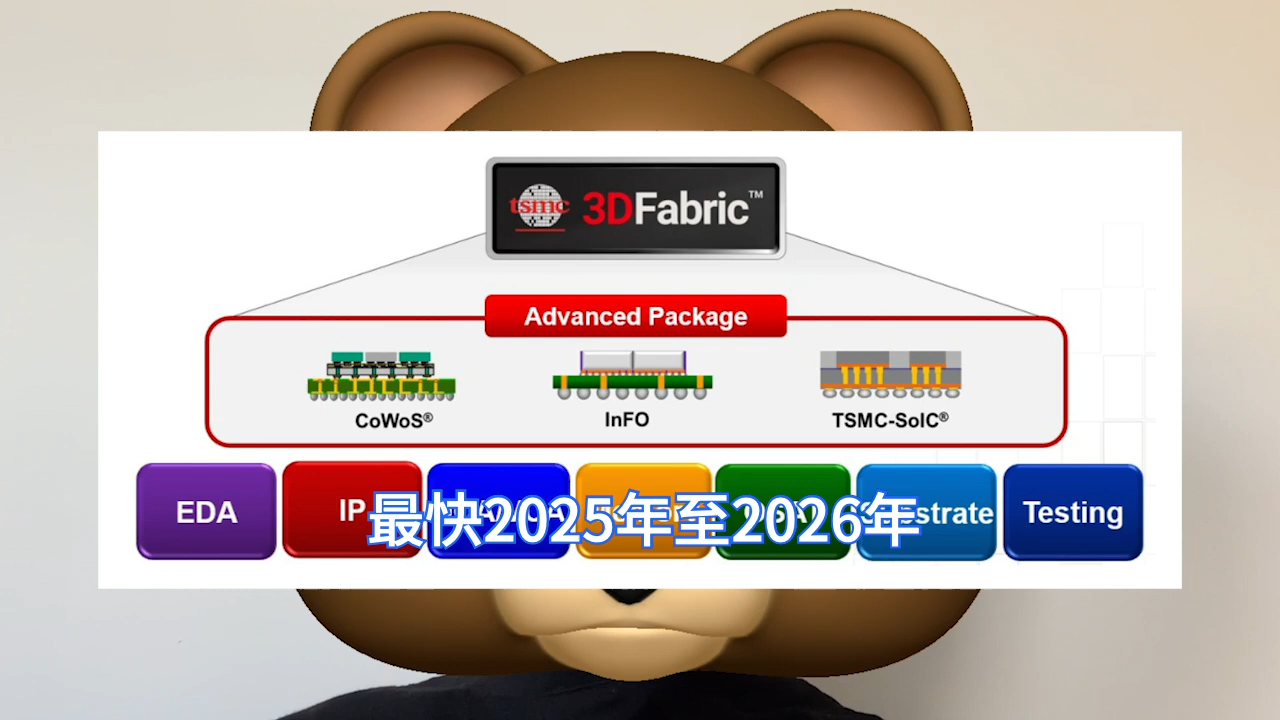 tsmc 3DFabric™
Advanced Package
CoWoS®
InFO
TSMC-SoIC®
EDA
IP
Testing
最快2025年至2026年